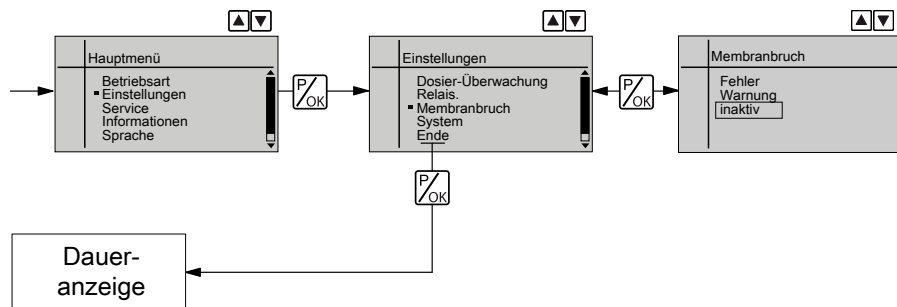 Hauptmenü
Betriebsart
Einstellungen
Service
Informationen
Sprache
P/OK
Einstellungen
Dosier-Überwachung
Relais.
Membranbruch
System
Ende
P/OK
Membranbruch
Fehler
Warnung
inaktiv
P/OK
Dauer-
anzeige